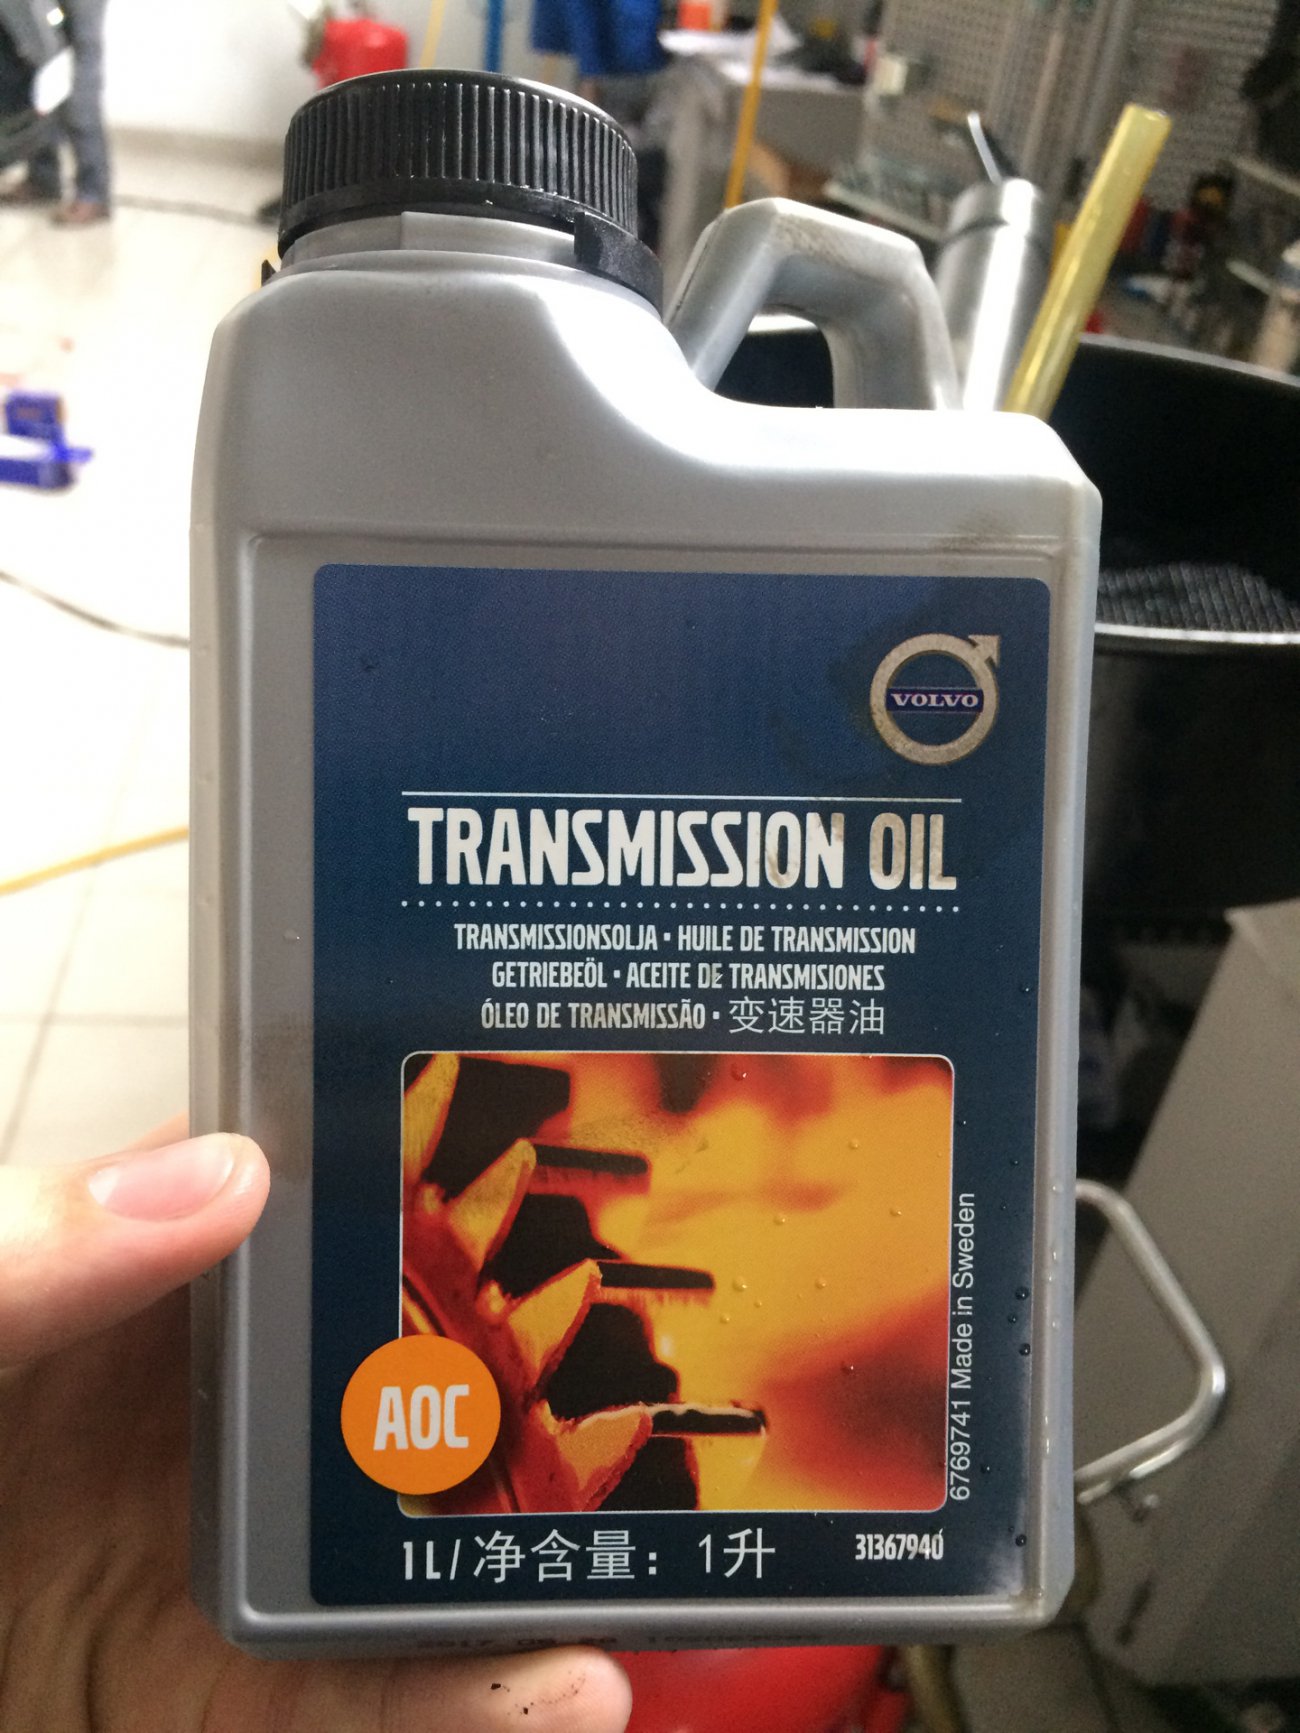 VOLVO
TRANSMISSION OIL
TRANSMISSIONSOLJA • HUILE DE TRANSMISSION
GETRIEBEÖL • ACEITE DE TRANSMISIONES
ÓLEO DE TRANSMISSÃO • 变速器油
6769741 Made in Sweden
AOC
1L/净含量：1升
31367940
2017